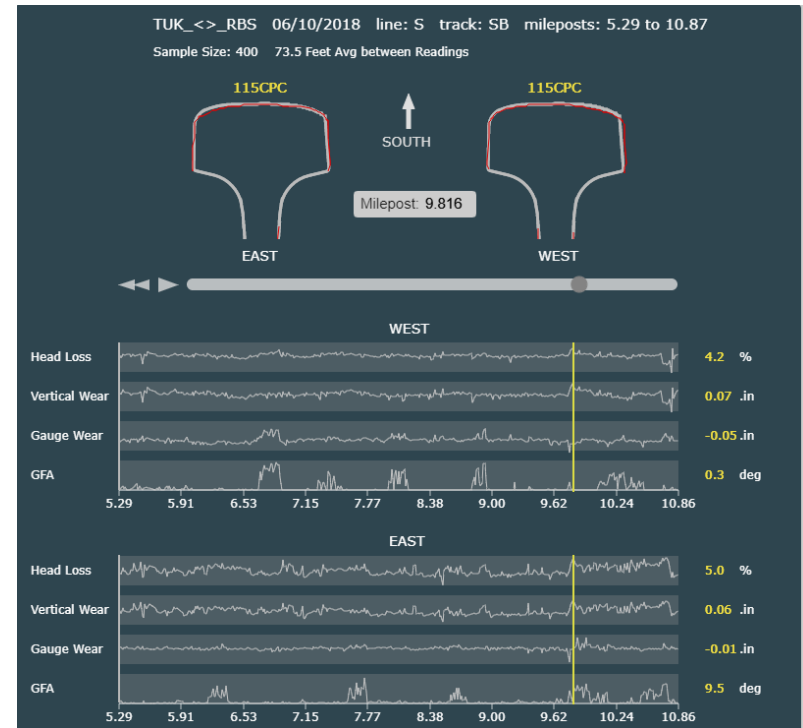 TUK_<>_RBS 06/10/2018 line: S track: SB mileposts: 5.29 to 10.87
Sample Size: 400 73.5 Feet Avg between Readings
115CPC 115CPC
SOUTH
Milepost: 9.816
EAST WEST
WEST
Head Loss 4.2 %
Vertical Wear 0.07 .in
Gauge Wear -0.05 .in
GFA 0.3 deg
5.29 5.91 6.53 7.15 7.77 8.38 9.00 9.62 10.24 10.86
EAST
Head Loss 5.0 %
Vertical Wear 0.06 .in
Gauge Wear -0.01 .in
GFA 9.5 deg
5.29 5.91 6.53 7.15 7.77 8.38 9.00 9.62 10.24 10.86